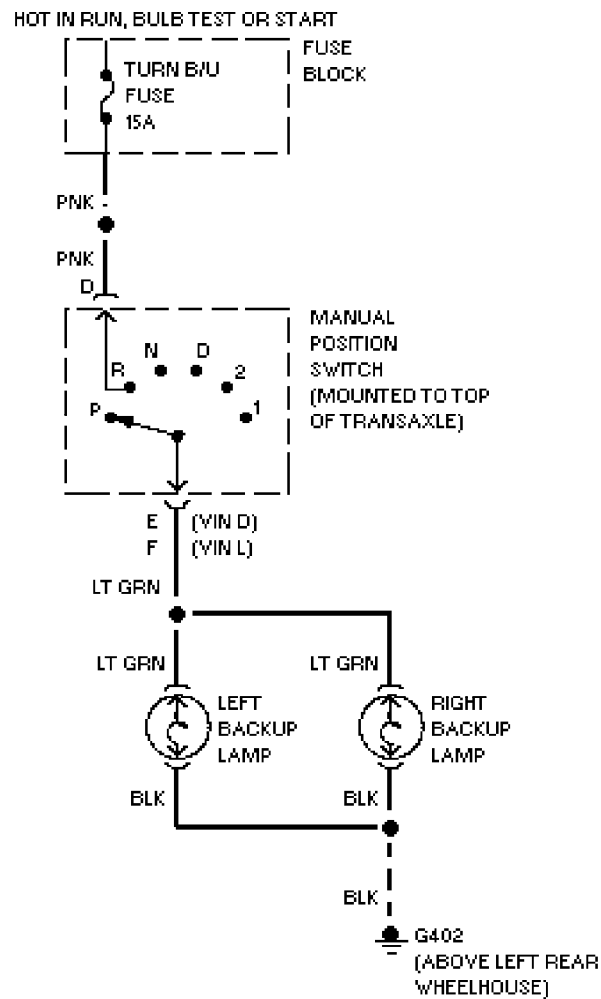 HOT IN RUN, BULB TEST OR START
FUSE
BLOCK
TURN B/U
FUSE
15A
PNK
PNK
D
MANUAL
POSITION
SWITCH
(MOUNTED TO TOP
OF TRANSAXLE)
P R N D 2 1
E (VIN D)
F (VIN L)
LT GRN
LT GRN
LT GRN
LEFT
BACKUP
LAMP
RIGHT
BACKUP
LAMP
BLK
BLK
BLK
G402
(ABOVE LEFT REAR
WHEELHOUSE)